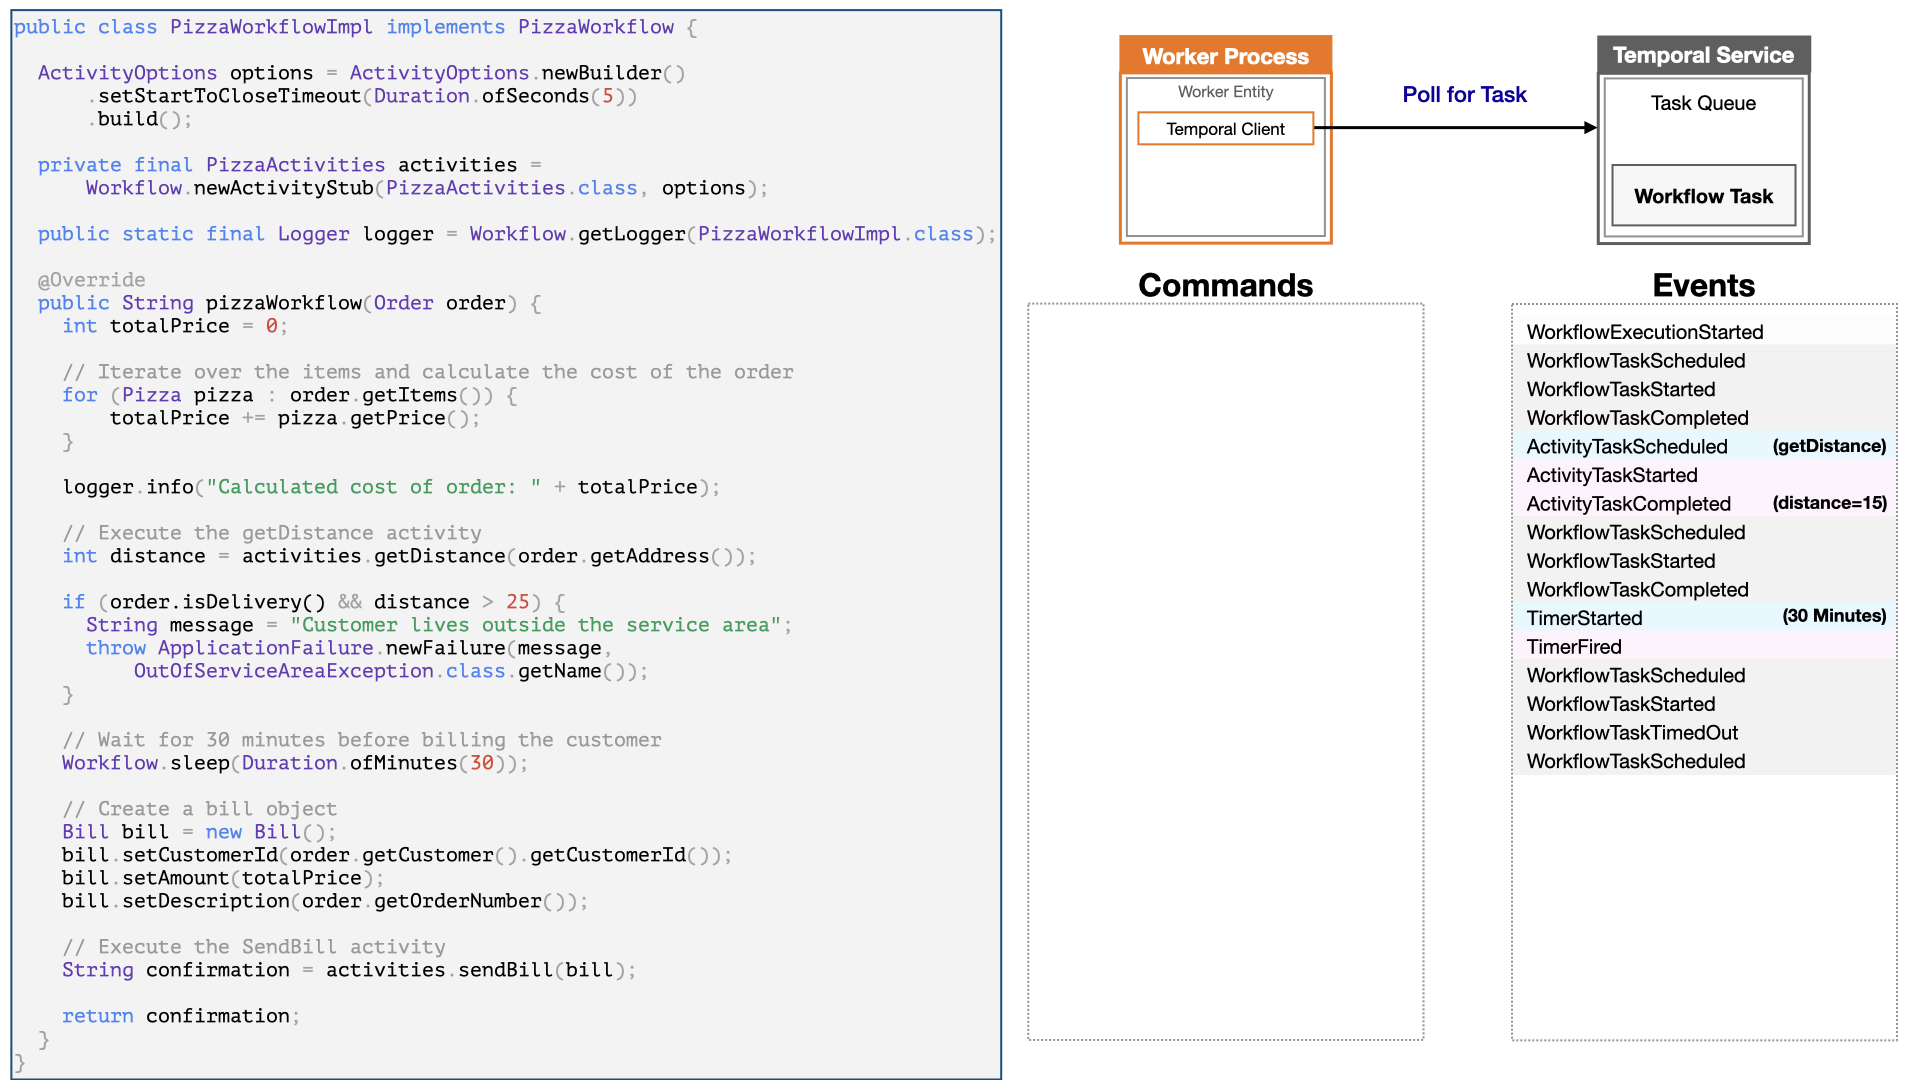 public class PizzaWorkflowImpl implements PizzaWorkflow {
ActivityOptions options = ActivityOptions.newBuilder()
.setStartToCloseTimeout(Duration.ofSeconds(5))
.build();
private final PizzaActivities activities =
Workflow.newActivityStub(PizzaActivities.class, options);
public static final Logger logger = Workflow.getLogger(PizzaWorkflowImpl.class);
@Override
public String pizzaWorkflow(Order order) {
int totalPrice = 0;
// Iterate over the items and calculate the cost of the order
for (Pizza pizza : order.getItems()) {
totalPrice += pizza.getPrice();
}
logger.info("Calculated cost of order: " + totalPrice);
// Execute the getDistance activity
int distance = activities.getDistance(order.getAddress());
if (order.isDelivery() && distance > 25) {
String message = "Customer lives outside the service area";
throw ApplicationFailure.newFailure(message,
OutOfServiceAreaException.class.getName());
}
// Wait for 30 minutes before billing the customer
Workflow.sleep(Duration.ofMinutes(30));
// Create a bill object
Bill bill = new Bill();
bill.setCustomerId(order.getCustomer().getCustomerId());
bill.setAmount(totalPrice);
bill.setDescription(order.getOrderNumber());
// Execute the SendBill activity
String confirmation = activities.sendBill(bill);
return confirmation;
}
}
Worker Process
Worker Entity
Temporal Client
Poll for Task
Temporal Service
Task Queue
Workflow Task
Commands
Events
WorkflowExecutionStarted
WorkflowTaskScheduled
WorkflowTaskStarted
WorkflowTaskCompleted
ActivityTaskScheduled (getDistance)
ActivityTaskStarted
ActivityTaskCompleted (distance=15)
WorkflowTaskScheduled
WorkflowTaskStarted
WorkflowTaskCompleted
TimerStarted (30 Minutes)
TimerFired
WorkflowTaskScheduled
WorkflowTaskStarted
WorkflowTaskTimedOut
WorkflowTaskScheduled